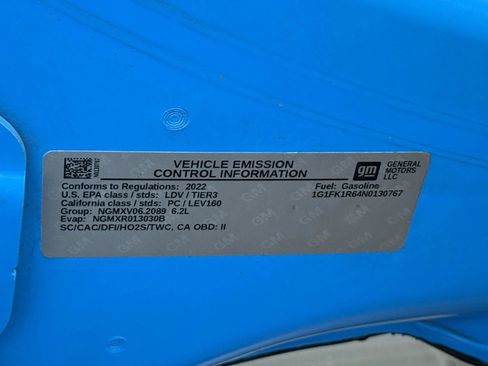 VEHICLE EMISSION
CONTROL INFORMATION
gm
GENERAL
MOTORS
LLC
Conforms to Regulations: 2022
Fuel: Gasoline
U.S. EPA class / stds: LDV / TIER3
1G1FK1R64N0130767
California class / stds: PC / LEV160
Group: NGMXV06.2089 6.2L
Evap: NGMXR013030B
SC/CAC/DFI/HO2S/TWC, CA OBD: II